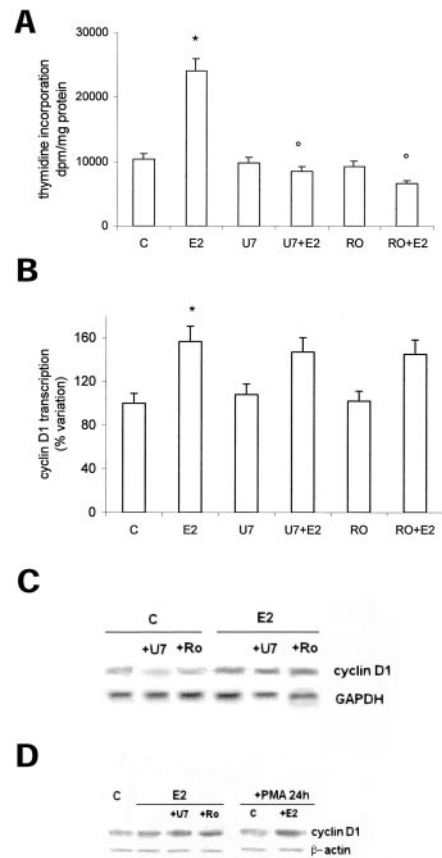 A
thymidine incorporation
dpm/mg protein
30000
20000
10000
0
*
°
°
C E2 U7 U7+E2 RO RO+E2
B
cyclin D1 transcription
(% variation)
160
120
80
40
0
*
C E2 U7 U7+E2 RO RO+E2
C
C E2
+U7 +Ro +U7 +Ro
cyclin D1
GAPDH
D
C E2 +PMA 24h
+U7 +Ro C +E2
cyclin D1
β-actin